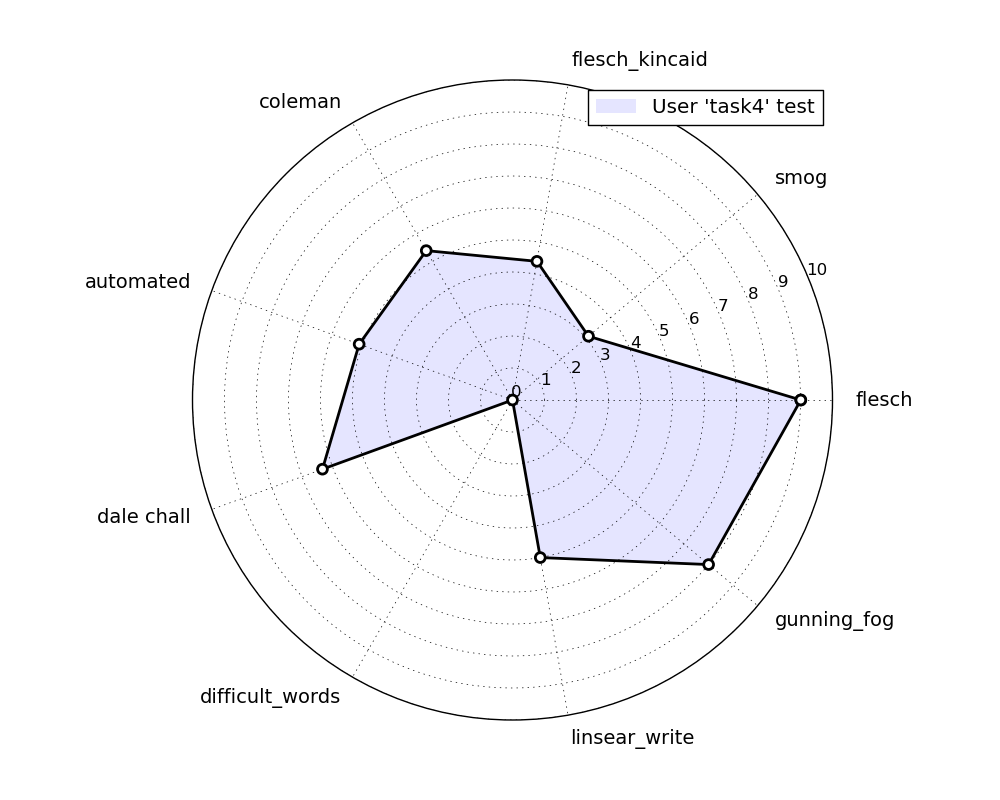 flesch_kincaid
coleman
User 'task4' test
smog
automated
10
9
8
7
6
5
4
3
2
1
0
flesch
dale chall
gunning_fog
difficult_words
linsear_write